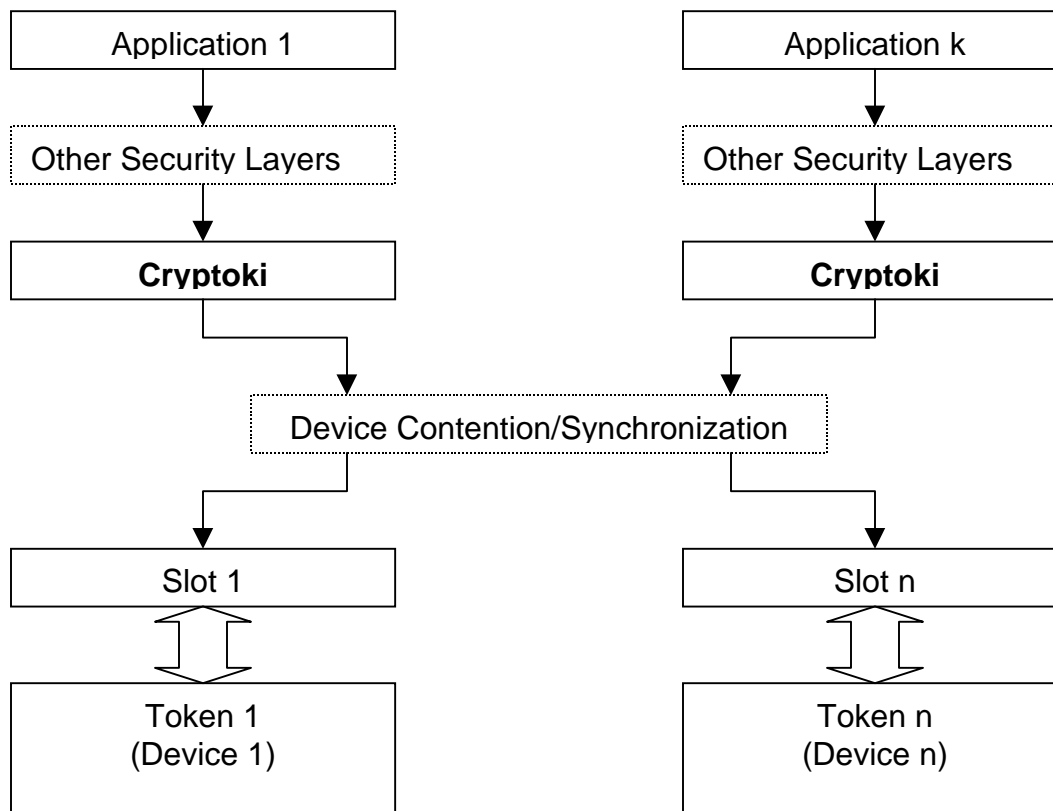 Application 1
Application k
Other Security Layers
Other Security Layers
Cryptoki
Cryptoki
Device Contention/Synchronization
Slot 1
Slot n
Token 1
(Device 1)
Token n
(Device n)